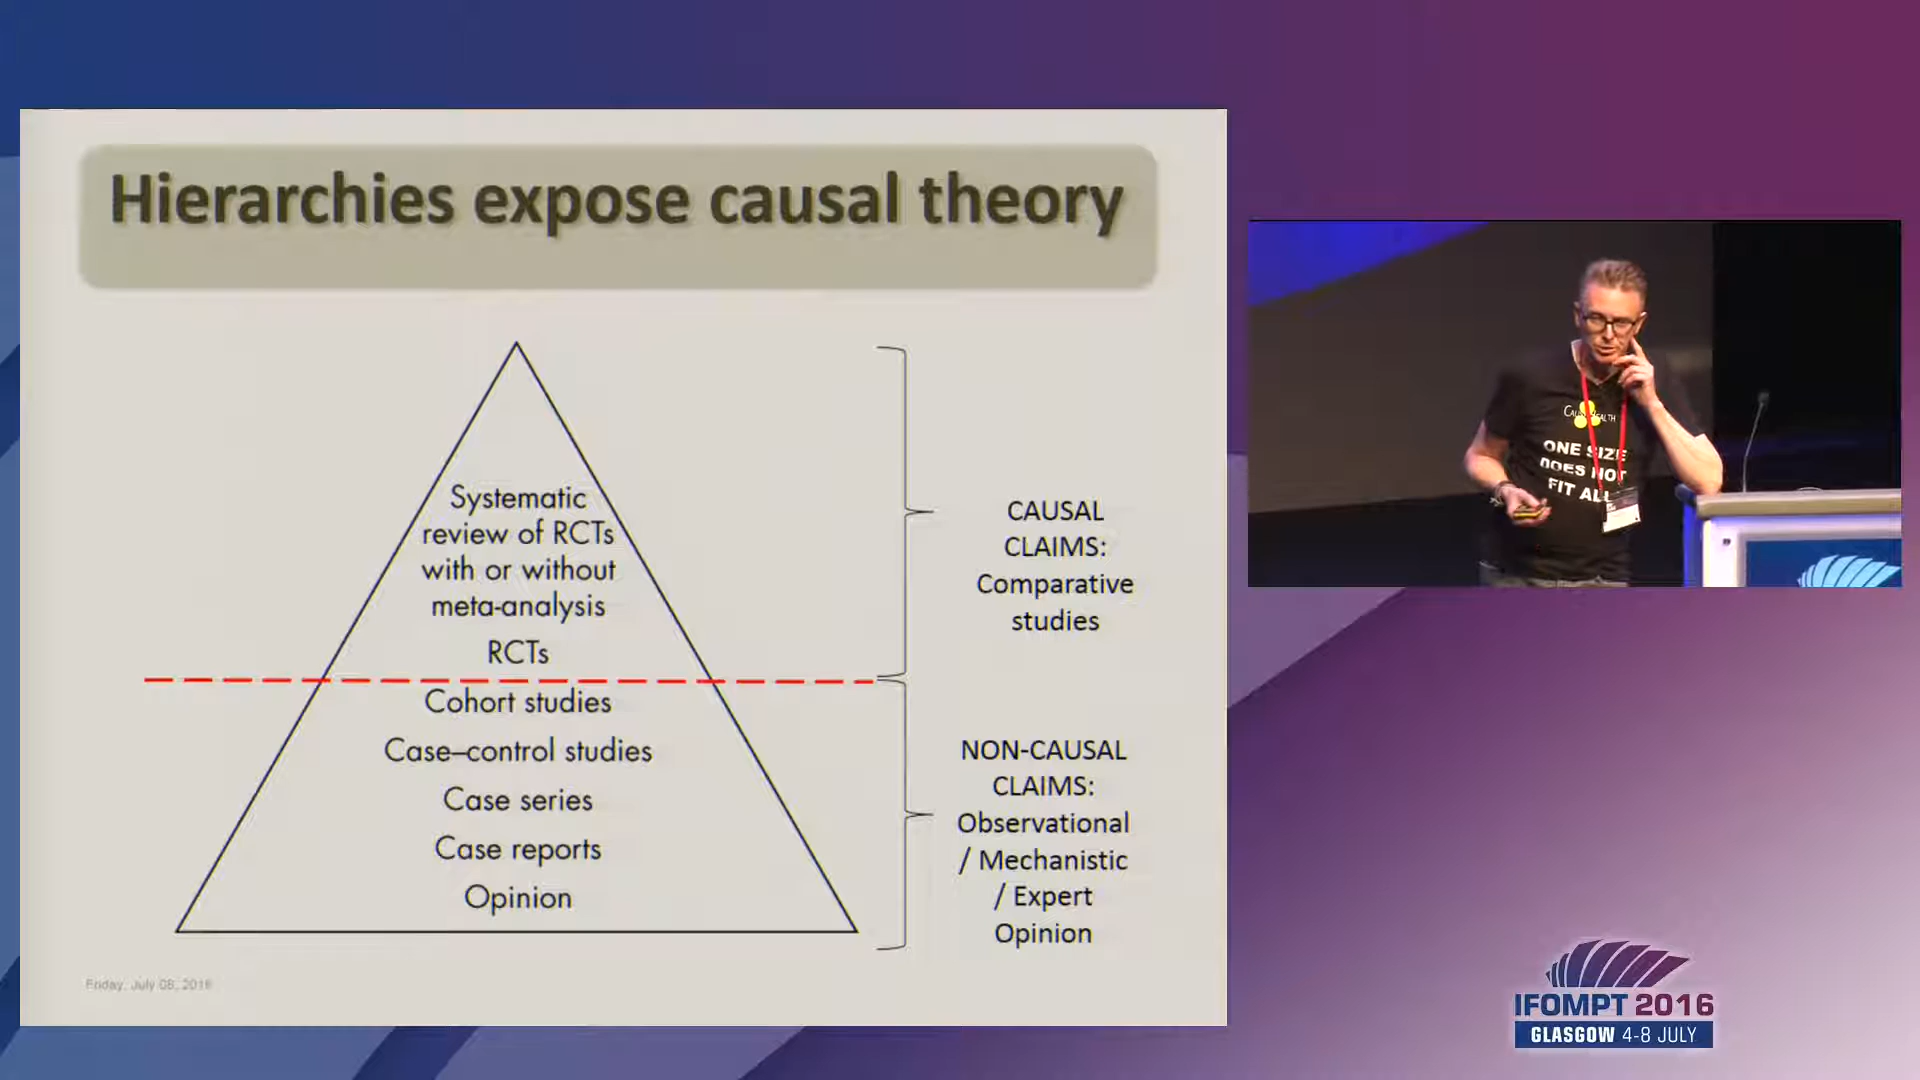 Hierarchies expose causal theory
Systematic
review of RCTs
with or without
meta-analysis
RCTs
Cohort studies
Case–control studies
Case series
Case reports
Opinion
CAUSAL
CLAIMS:
Comparative
studies
NON-CAUSAL
CLAIMS:
Observational
/ Mechanistic
/ Expert
Opinion
Friday, July 08, 2016
CauseHealth
ONE SIZE
DOES NOT
FIT ALL
IFOMPT 2016
GLASGOW 4-8 JULY